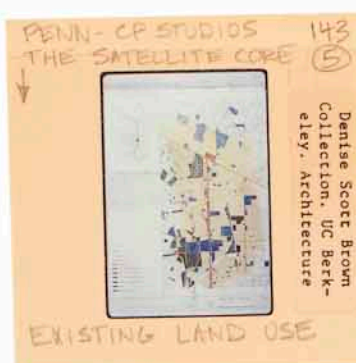 PENN - CP STUDIOS
THE SATELLITE CORE
143
5
Denise Scott Brown
Collection, UC Berk-
eley. Architecture
EXISTING LAND USE